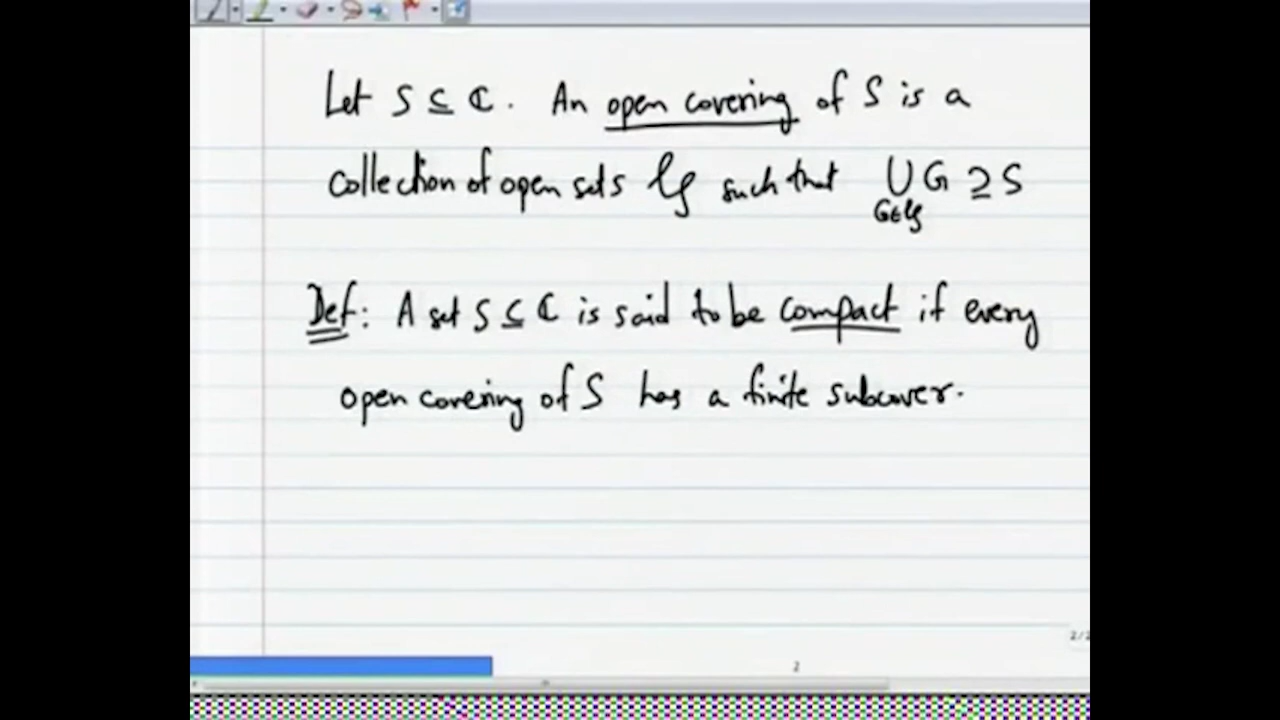 Let S ⊆ ℂ. An open covering of S is a
collection of open sets 𝒢 such that ⋃ G ⊇ S
G∈𝒢
Def: A set S ⊆ ℂ is said to be compact if every
open covering of S has a finite subcover.
2